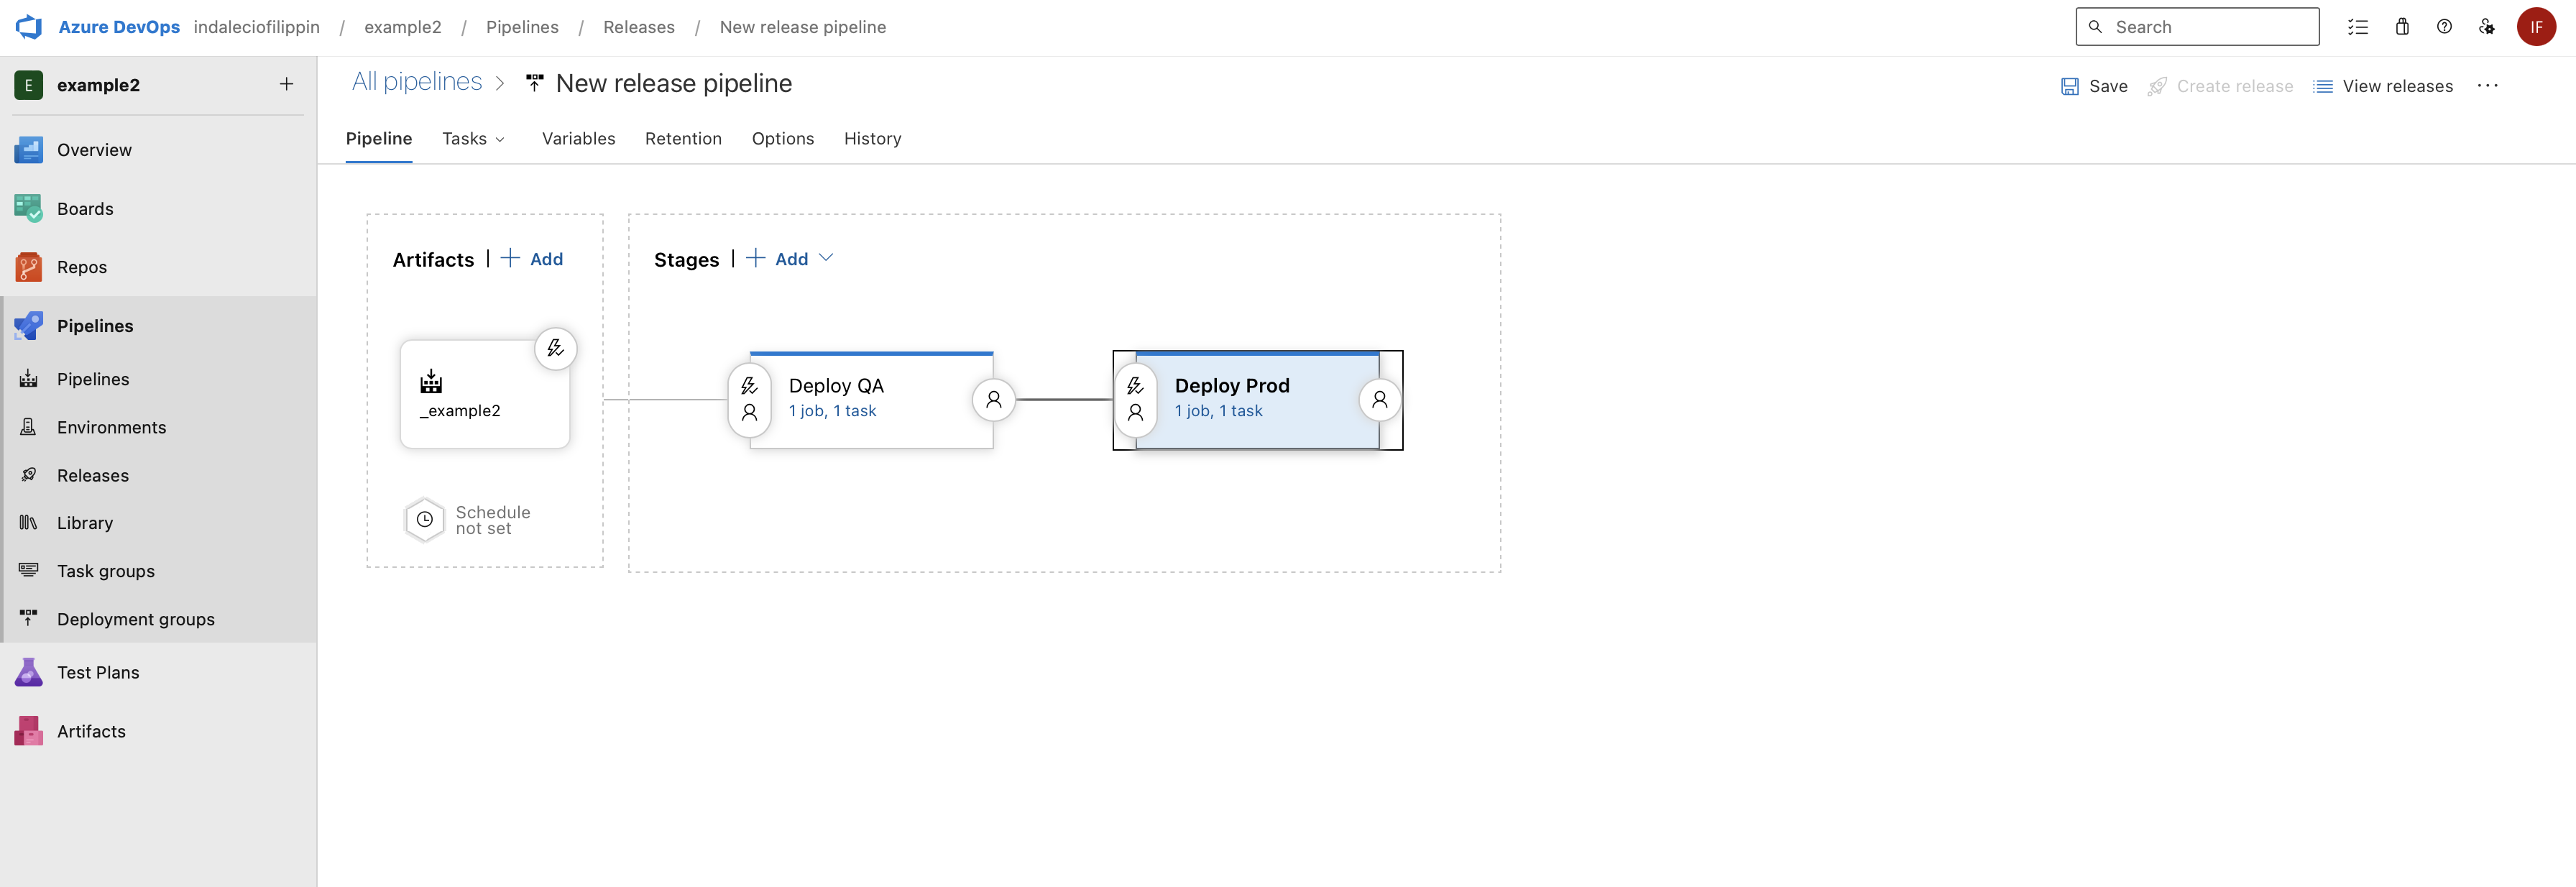 Azure DevOps indaleciofilippin / example2 / Pipelines / Releases / New release pipeline
Search
IF
E example2
Overview
Boards
Repos
Pipelines
Pipelines
Environments
Releases
Library
Task groups
Deployment groups
Test Plans
Artifacts
All pipelines > New release pipeline
Save Create release View releases ...
Pipeline Tasks Variables Retention Options History
Artifacts | + Add
_example2
Schedule
not set
Stages | + Add
Deploy QA
1 job, 1 task
Deploy Prod
1 job, 1 task